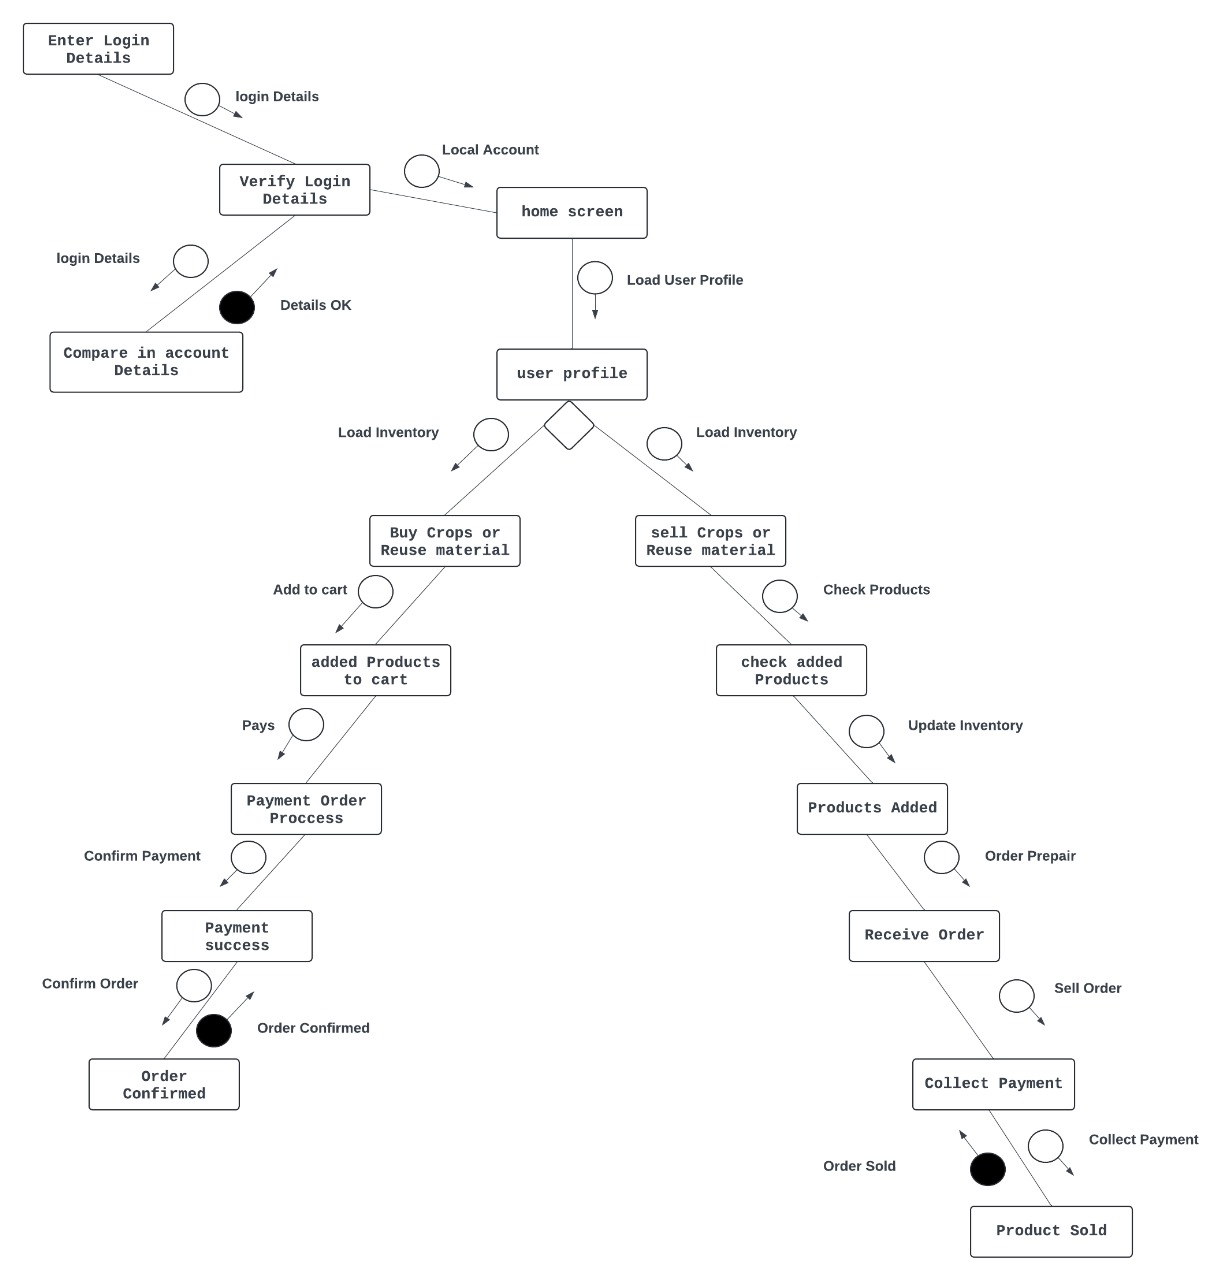 Enter Login
Details
login Details
Local Account
Verify Login
Details
home screen
login Details
Details OK
Load User Profile
Compare in account
Details
user profile
Load Inventory
Load Inventory
Buy Crops or
Reuse material
sell Crops or
Reuse material
Add to cart
Check Products
added Products
to cart
check added
Products
Pays
Update Inventory
Payment Order
Proccess
Products Added
Confirm Payment
Order Prepair
Payment
success
Receive Order
Confirm Order
Sell Order
Order Confirmed
Order
Confirmed
Collect Payment
Collect Payment
Order Sold
Product Sold